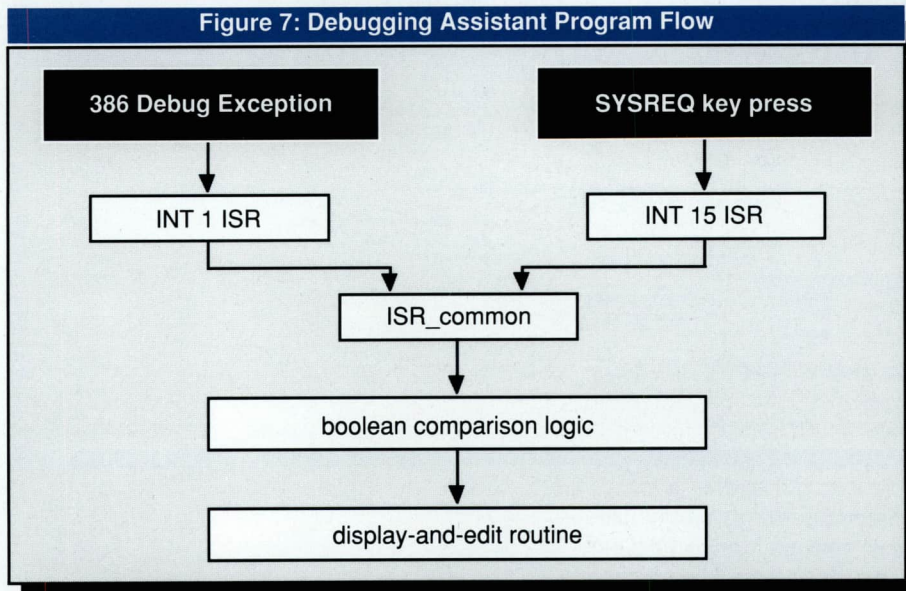 Figure 7: Debugging Assistant Program Flow
386 Debug Exception
SYSREQ key press
INT 1 ISR
INT 15 ISR
ISR_common
boolean comparison logic
display-and-edit routine